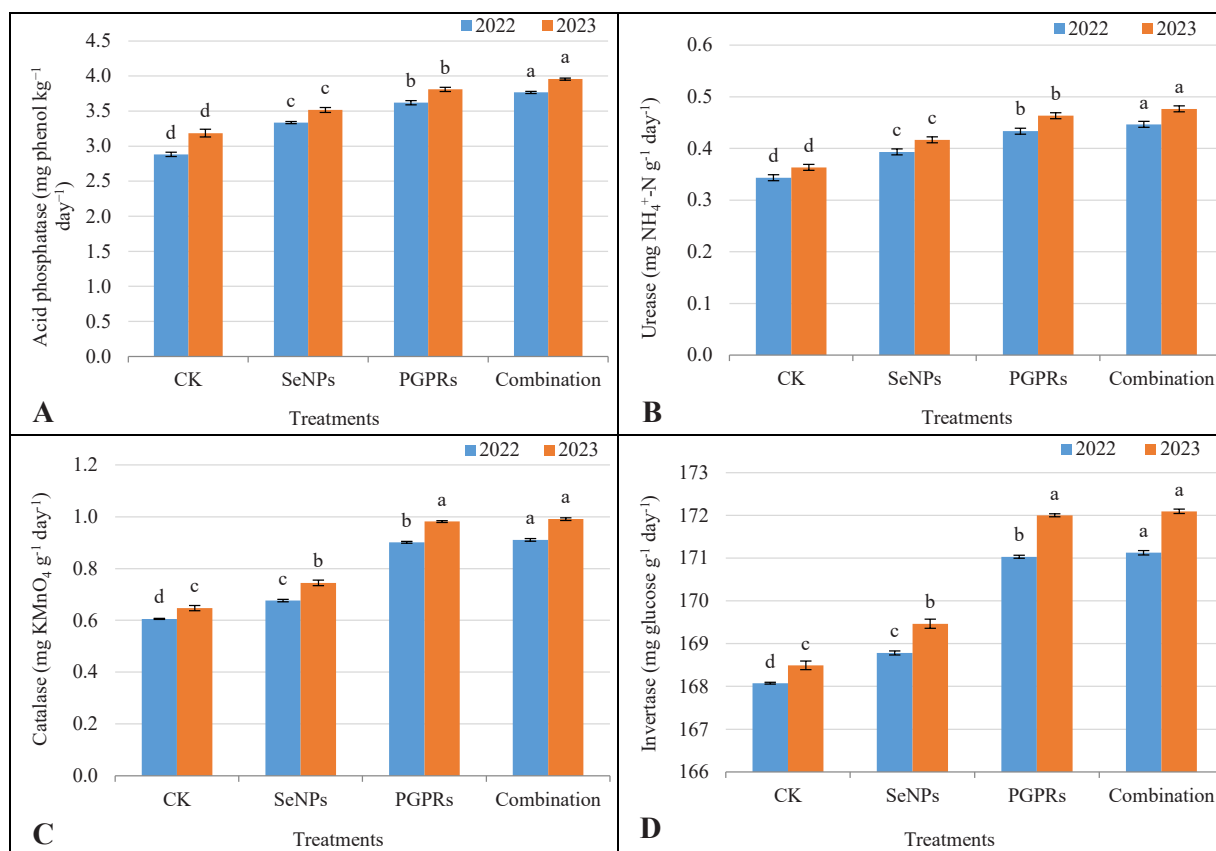 2022 2023
Acid phosphatase (mg phenol kg⁻¹
day⁻¹)
4.5
4.0
3.5
3.0
2.5
2.0
1.5
1.0
0.5
0.0
d d c c b b a a
CK SeNPs PGPRs Combination
Treatments
A
2022 2023
Urease (mg NH₄⁺-N g⁻¹ day⁻¹)
0.6
0.5
0.4
0.3
0.2
0.1
0.0
d d c c b b a a
CK SeNPs PGPRs Combination
Treatments
B
2022 2023
Catalase (mg KMnO₄ g⁻¹ day⁻¹)
1.2
1.0
0.8
0.6
0.4
0.2
0.0
d c c b b a a a
CK SeNPs PGPRs Combination
Treatments
C
2022 2023
Invertase (mg glucose g⁻¹ day⁻¹)
173
172
171
170
169
168
167
166
d c c b b a a a
CK SeNPs PGPRs Combination
Treatments
D